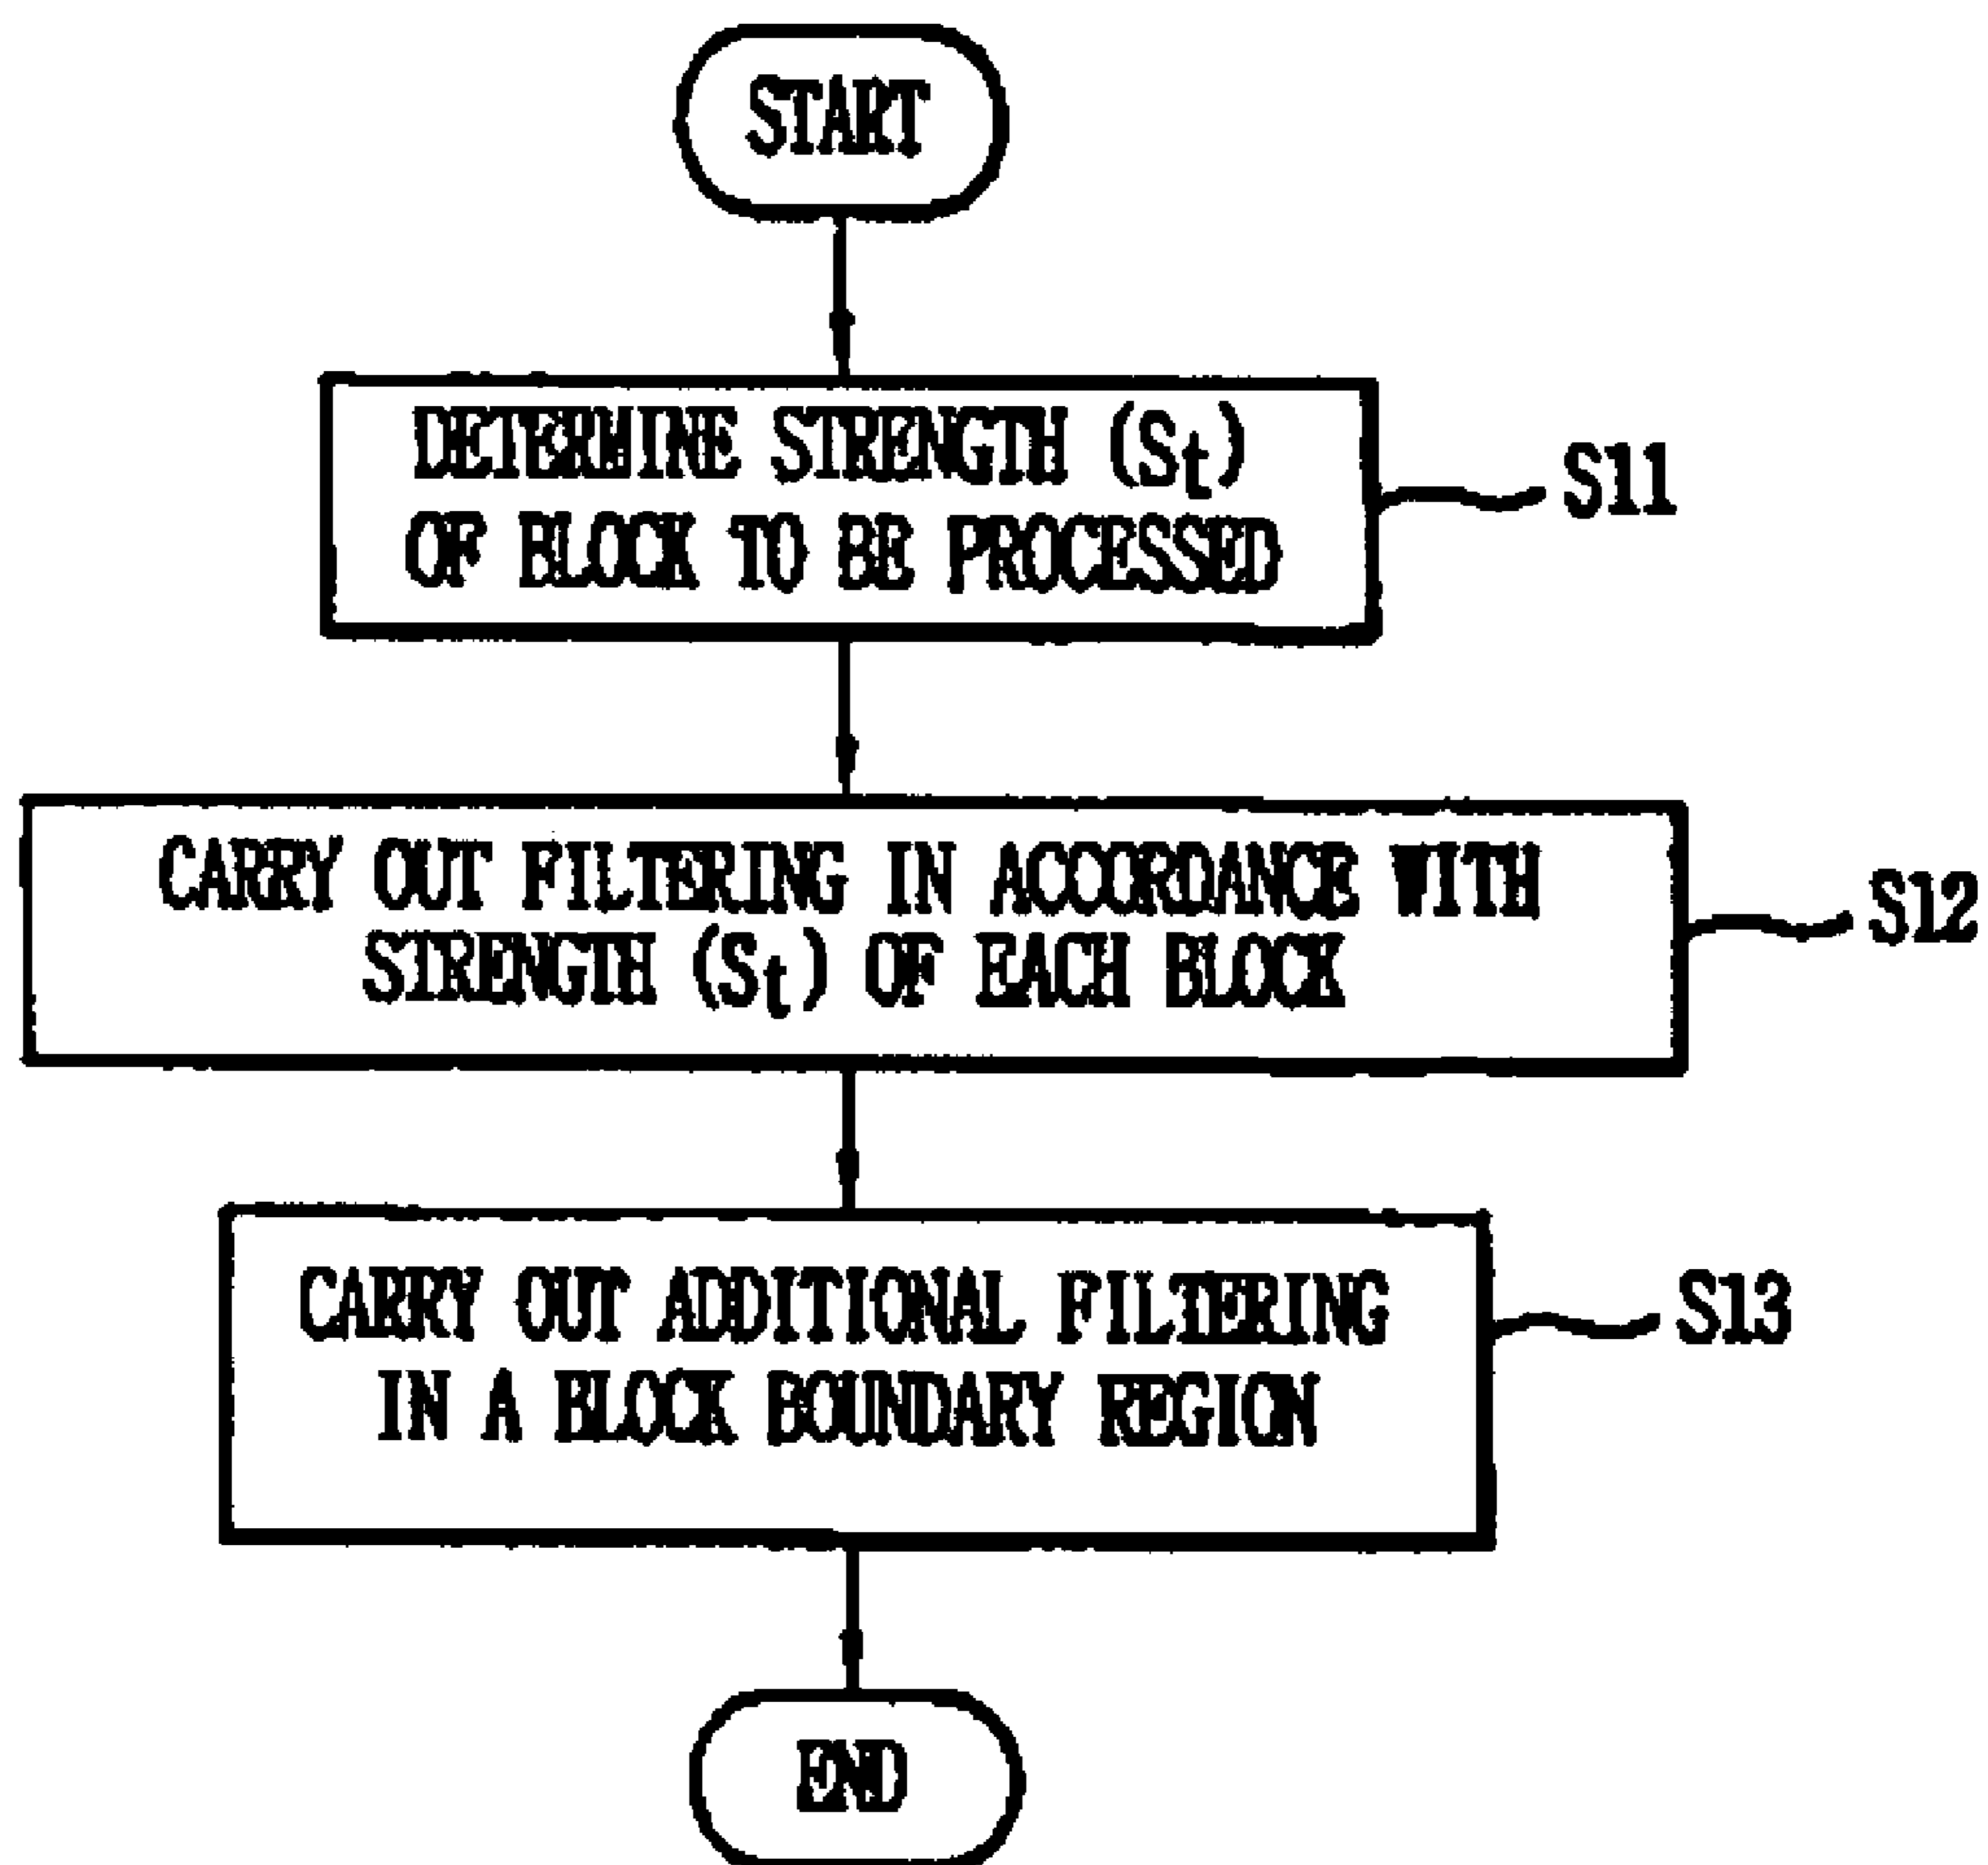 START
DETERMINE STRENGTH (St)
OF BLOCK TO BE PROCESSED
S11
CARRY OUT FILTERING IN ACCORDANCE WITH
STRENGTH (St) OF EACH BLOCK
S12
CARRY OUT ADDITIONAL FILTERING
IN A BLOCK BOUNDARY REGION
S13
END